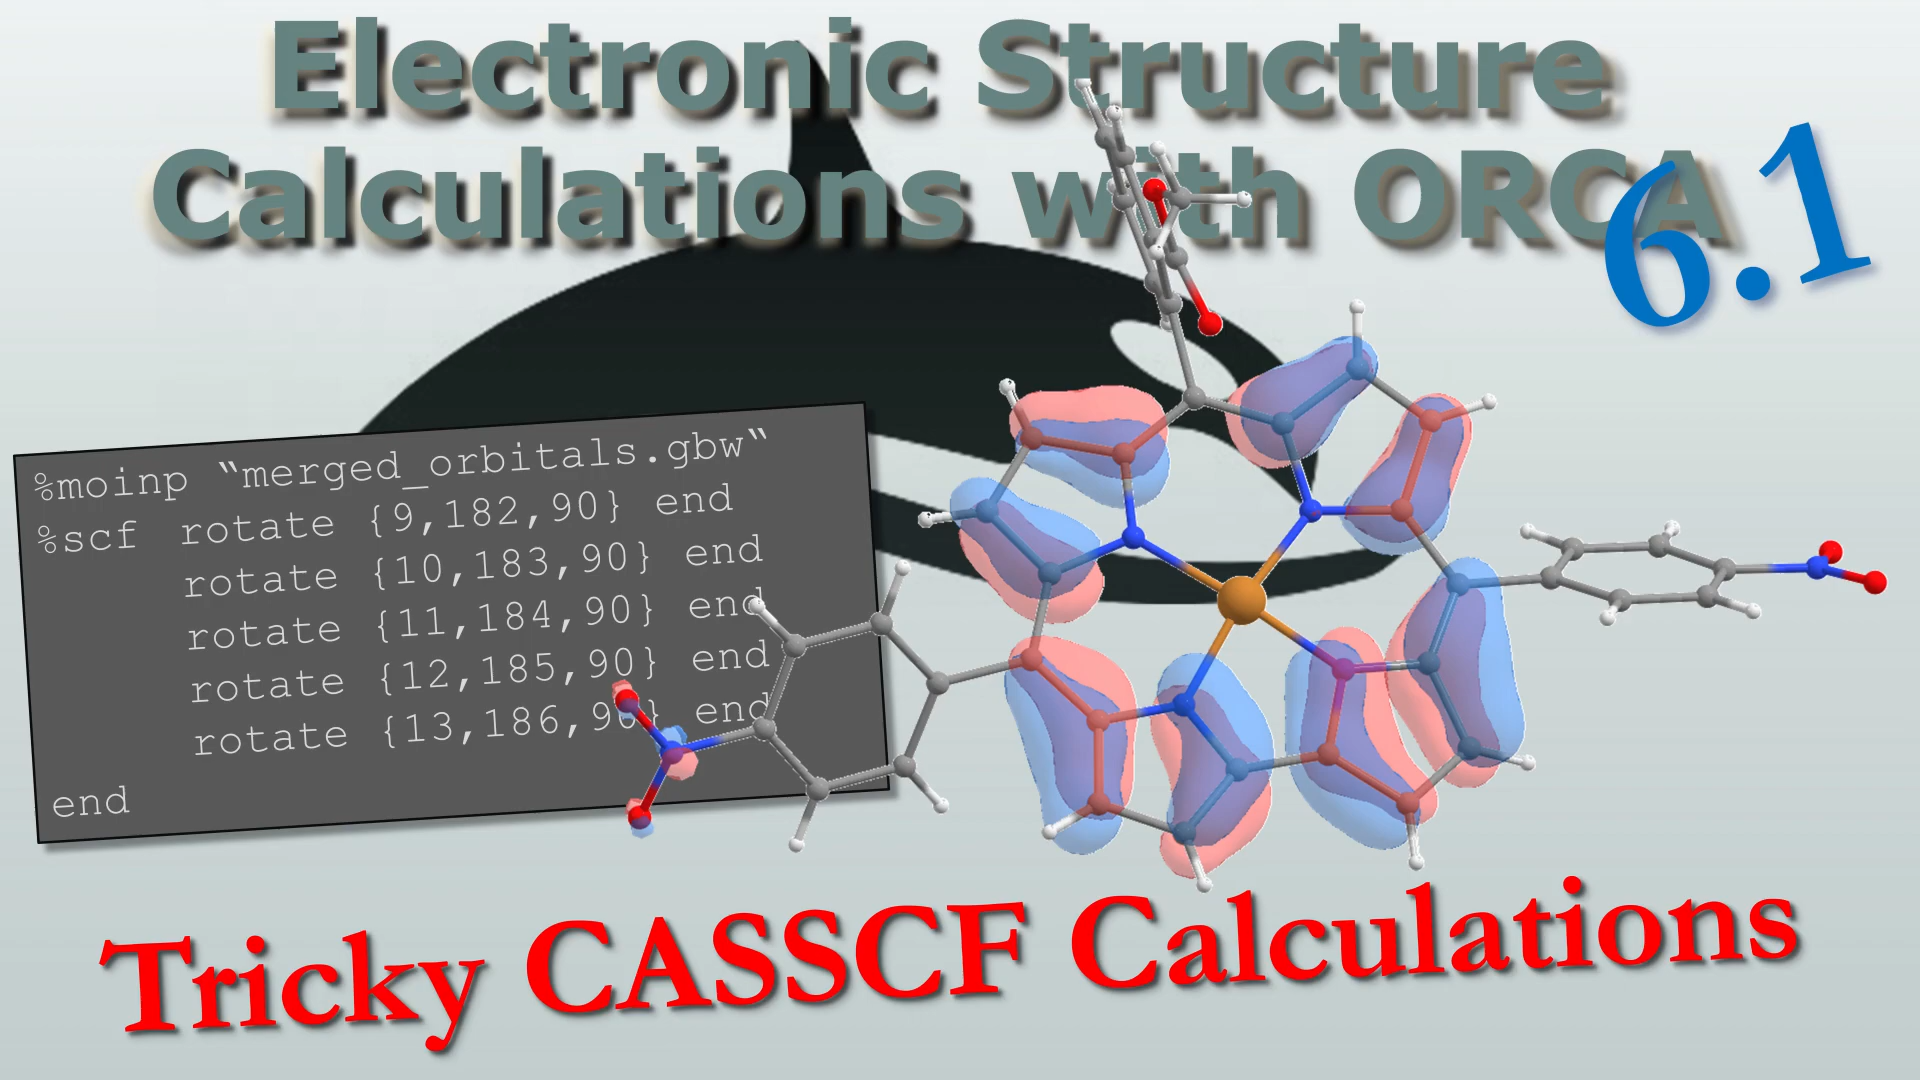 Electronic Structure
Calculations with ORCA
6.1
%moinp “merged_orbitals.gbw“
%scf rotate {9,182,90} end
rotate {10,183,90} end
rotate {11,184,90} end
rotate {12,185,90} end
rotate {13,186,90} end
end
Tricky CASSCF Calculations